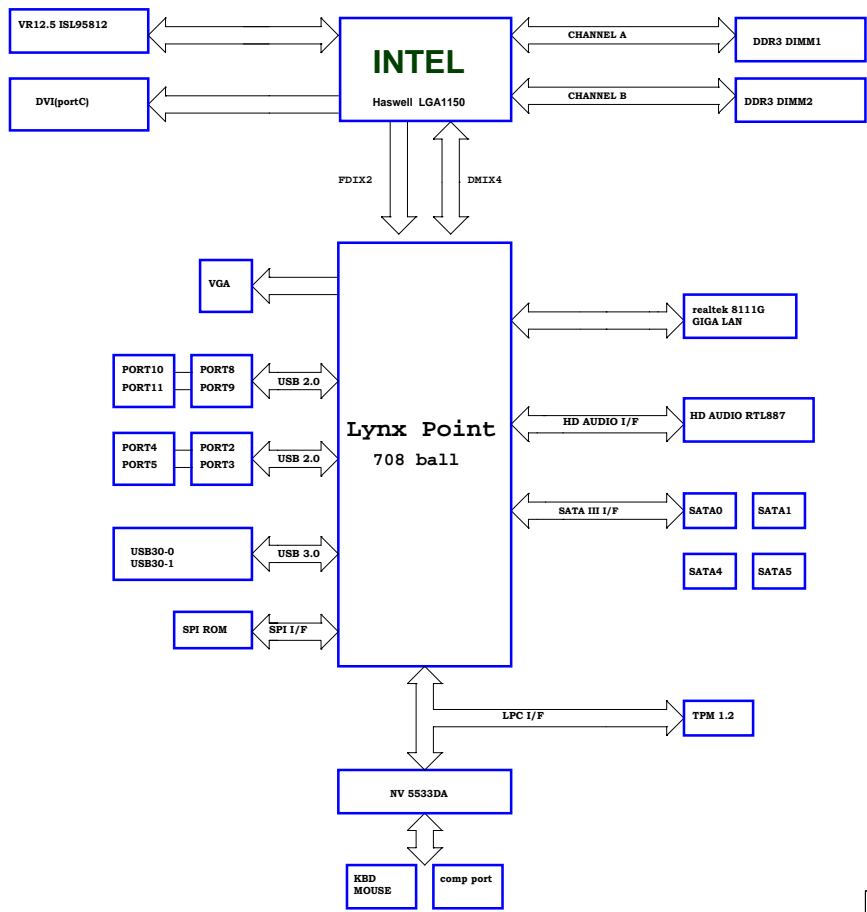 VR12.5 ISL95812
INTEL
Haswell LGA1150
CHANNEL A
DDR3 DIMM1
DVI(portC)
CHANNEL B
DDR3 DIMM2
FDIX2
DMIX4
VGA
realtek 8111G
GIGA LAN
PORT10
PORT11
PORT8
PORT9
USB 2.0
Lynx Point
708 ball
HD AUDIO I/F
HD AUDIO RTL887
PORT4
PORT5
PORT2
PORT3
USB 2.0
SATA III I/F
SATA0
SATA1
USB30-0
USB30-1
USB 3.0
SATA4
SATA5
SPI ROM
SPI I/F
LPC I/F
TPM 1.2
NV 5533DA
KBD
MOUSE
comp port